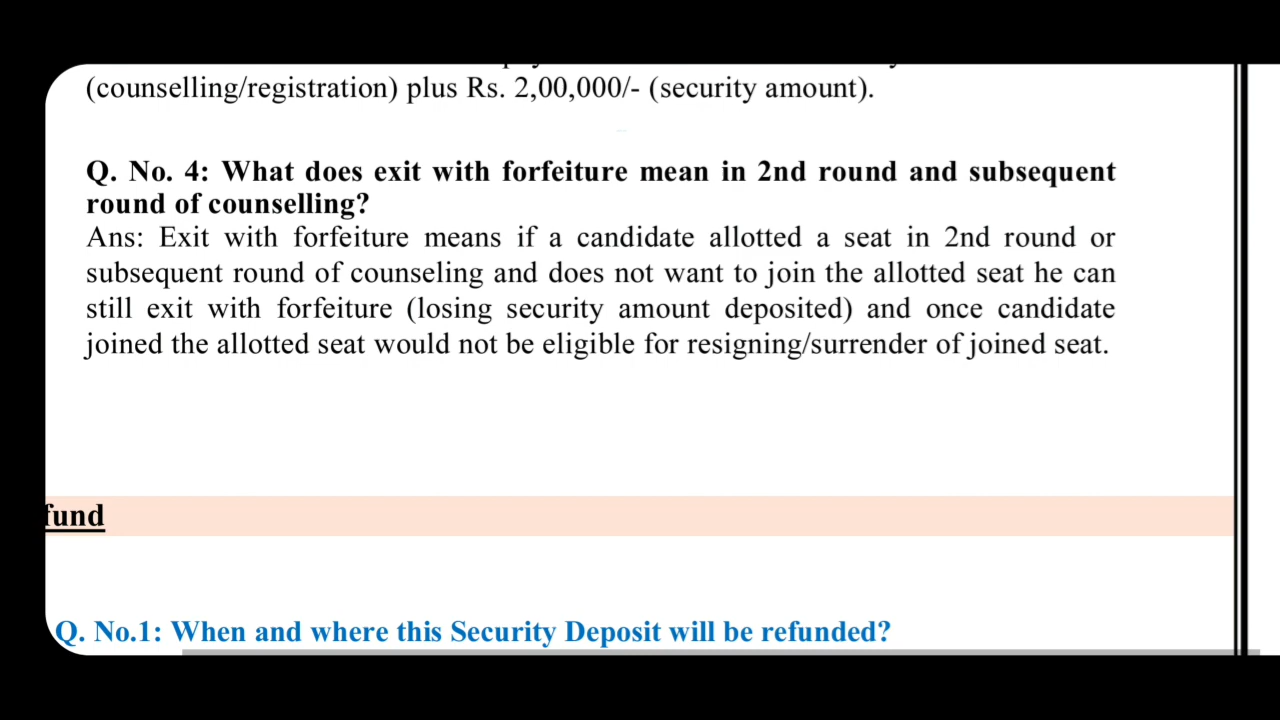 (counselling/registration) plus Rs. 2,00,000/- (security amount).
Q. No. 4: What does exit with forfeiture mean in 2nd round and subsequent
round of counselling?
Ans: Exit with forfeiture means if a candidate allotted a seat in 2nd round or
subsequent round of counseling and does not want to join the allotted seat he can
still exit with forfeiture (losing security amount deposited) and once candidate
joined the allotted seat would not be eligible for resigning/surrender of joined seat.
fund
Q. No.1: When and where this Security Deposit will be refunded?